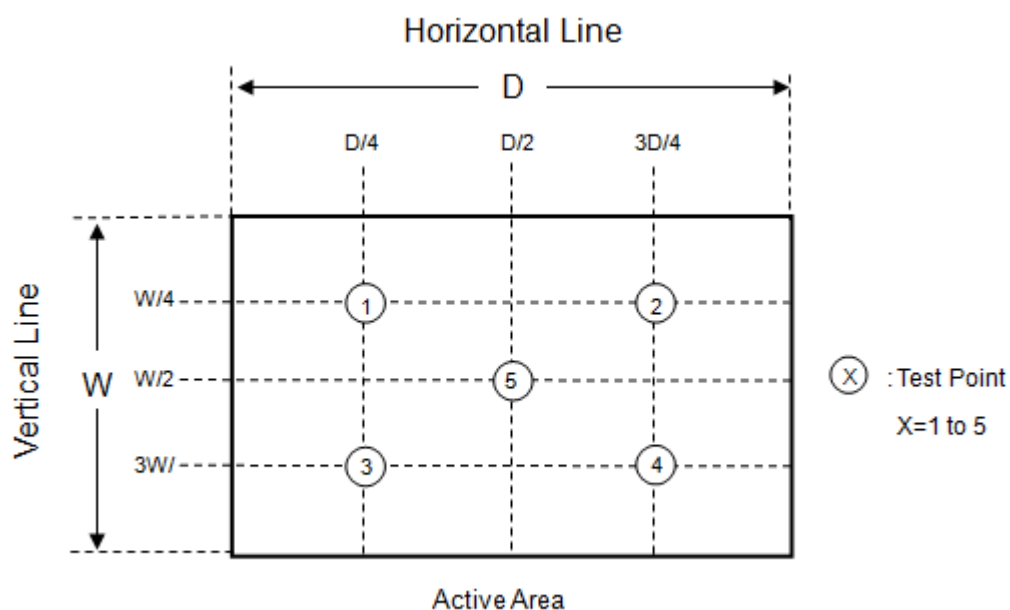 Horizontal Line
D
D/4 D/2 3D/4
Vertical Line
W
W/4
1 2
W/2
5
X : Test Point
X=1 to 5
3W/
3 4
Active Area